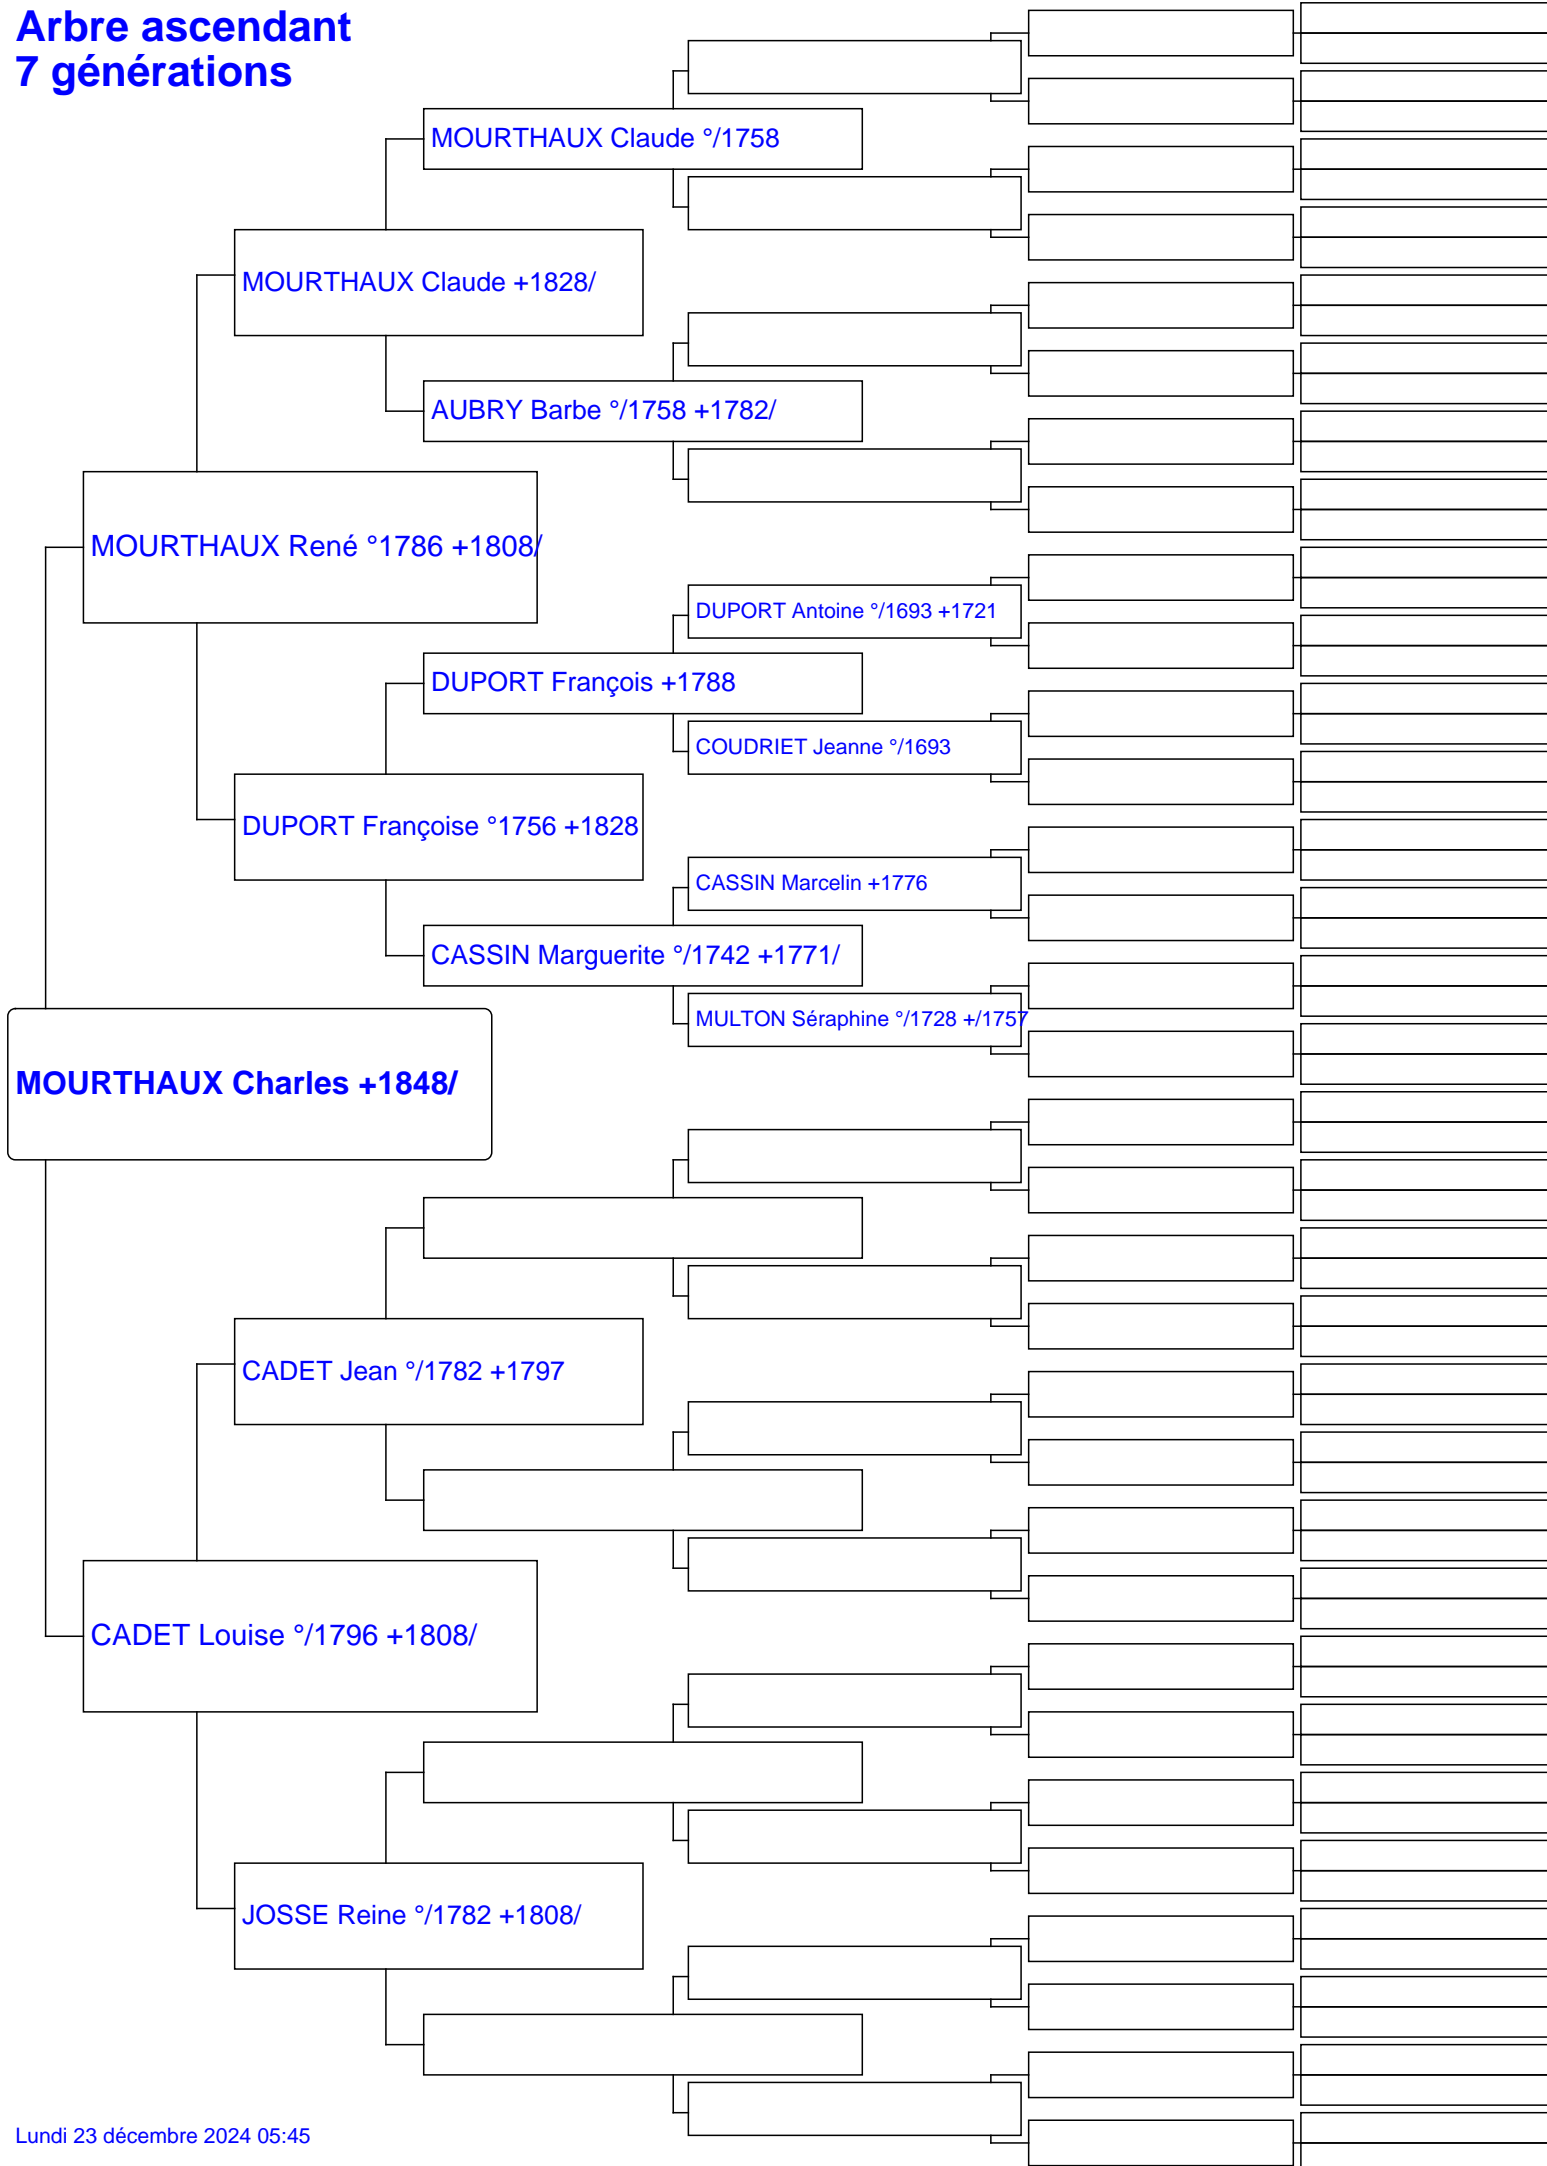 Arbre ascendant
7 générations
MOURTHAUX Claude °/1758
MOURTHAUX Claude +1828/
AUBRY Barbe °/1758 +1782/
MOURTHAUX René °1786 +1808/
DUPORT Antoine °/1693 +1721
DUPORT François +1788
COUDRIET Jeanne °/1693
DUPORT Françoise °1756 +1828
CASSIN Marcelin +1776
CASSIN Marguerite °/1742 +1771/
MULTON Séraphine °/1728 +/1757
MOURTHAUX Charles +1848/
CADET Jean °/1782 +1797
CADET Louise °/1796 +1808/
JOSSE Reine °/1782 +1808/
Lundi 23 décembre 2024 05:45